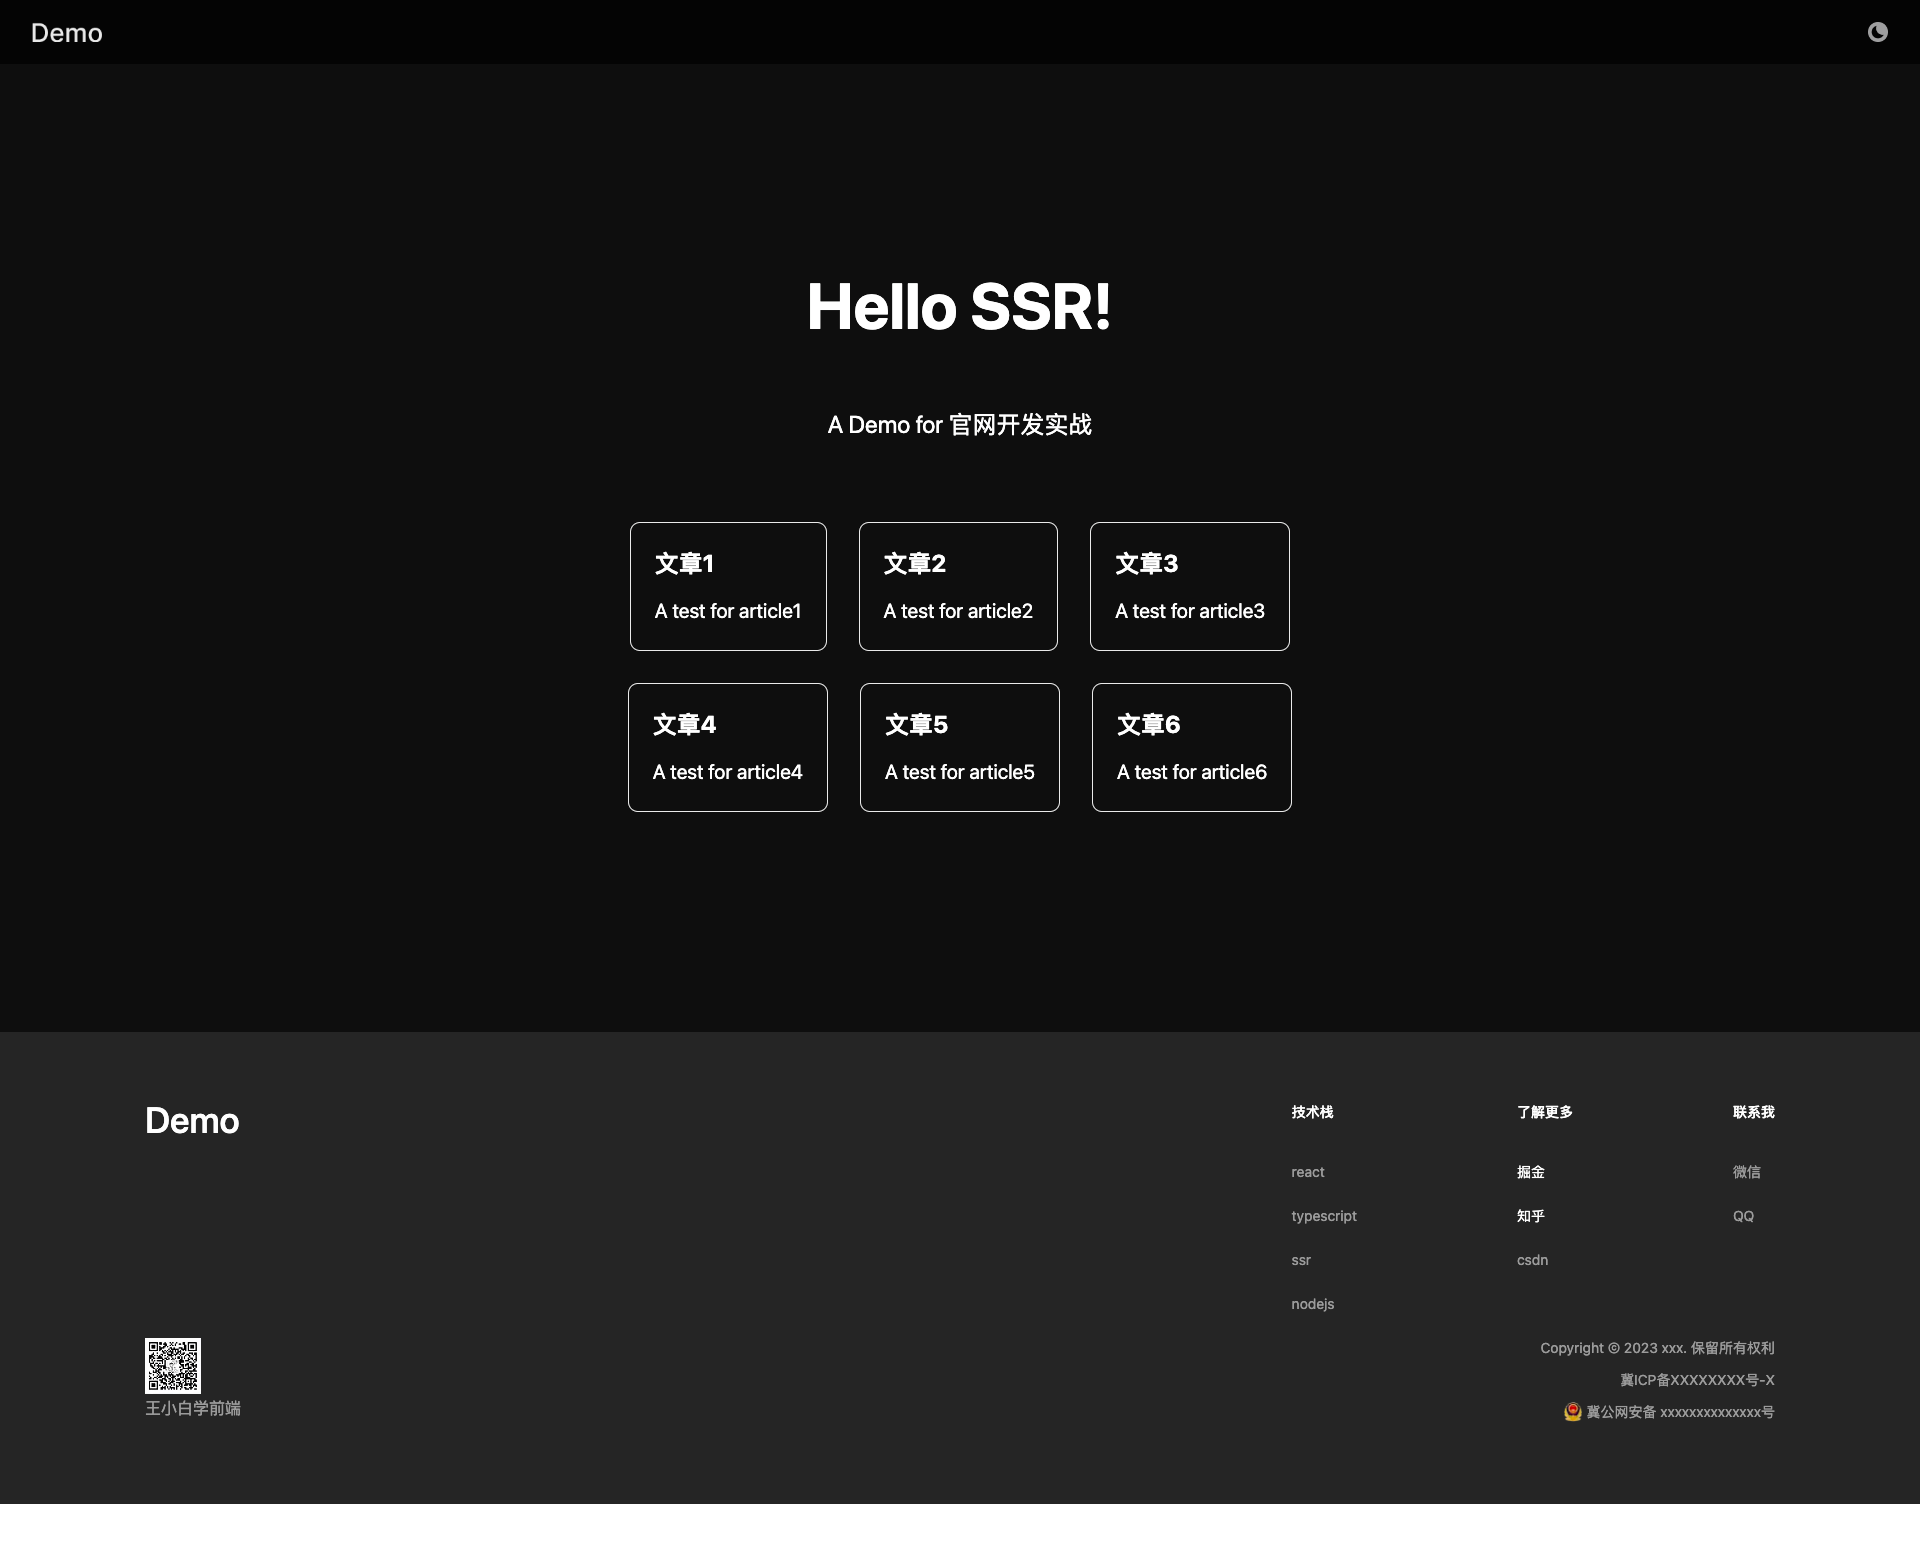 Demo
Hello SSR!
A Demo for 官网开发实战
文章1
A test for article1
文章2
A test for article2
文章3
A test for article3
文章4
A test for article4
文章5
A test for article5
文章6
A test for article6
Demo
技术栈
react
typescript
ssr
nodejs
了解更多
掘金
知乎
csdn
联系我
微信
QQ
王小白学前端
Copyright © 2023 xxx. 保留所有权利
冀ICP备XXXXXXXX号-X
冀公网安备 xxxxxxxxxxxxxx号